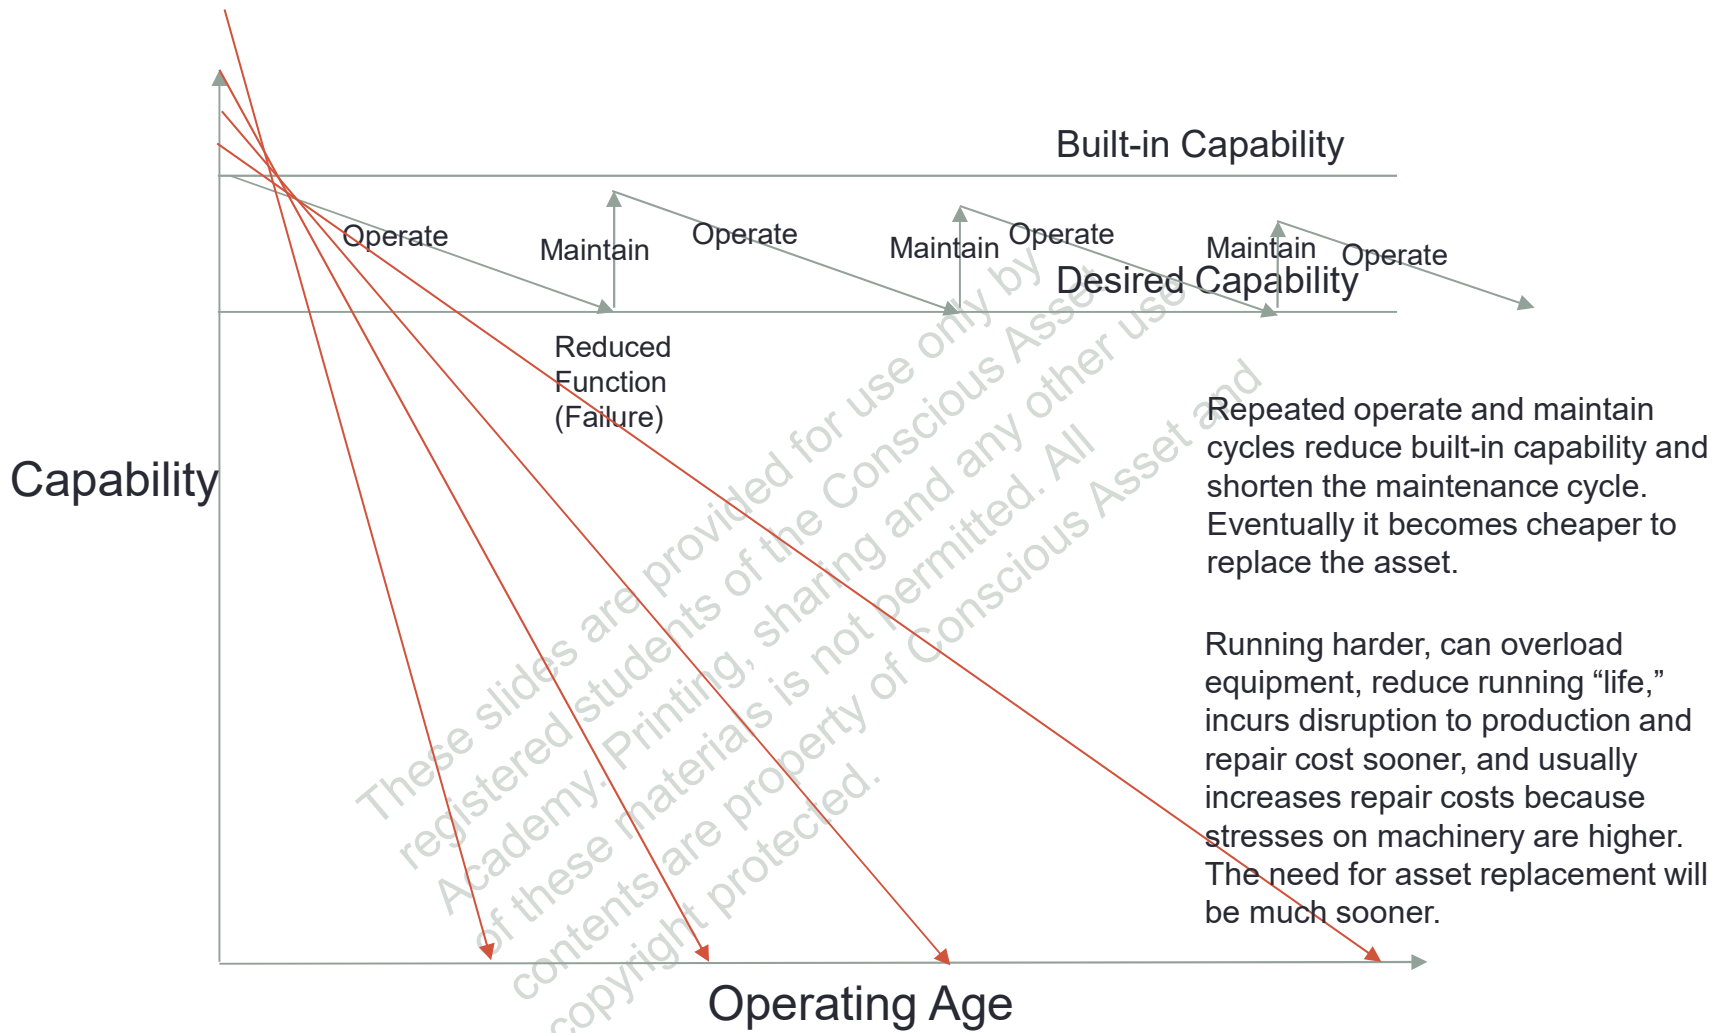 Built-in Capability
Operate
Maintain
Operate
Maintain
Operate
Maintain
Operate
Desired Capability
Reduced
Function
(Failure)
Capability
Repeated operate and maintain
cycles reduce built-in capability and
shorten the maintenance cycle.
Eventually it becomes cheaper to
replace the asset.
Running harder, can overload
equipment, reduce running “life,”
incurs disruption to production and
repair cost sooner, and usually
increases repair costs because
stresses on machinery are higher.
The need for asset replacement will
be much sooner.
Operating Age
These slides are provided for use only by
registered students of the Conscious Asset
Academy. Printing, sharing and any other use
of these materials is not permitted. All
contents are property of Conscious Asset and
copyright protected.